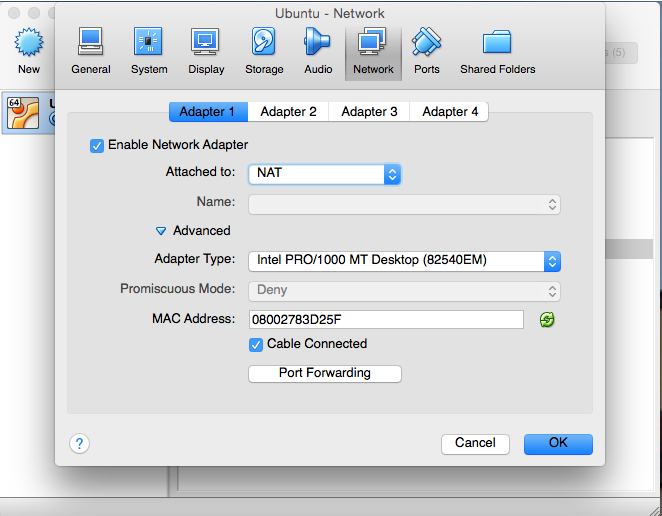 Ubuntu - Network
New
General
System
Display
Storage
Audio
Network
Ports
Shared Folders
(5)
64
Adapter 1
Adapter 2
Adapter 3
Adapter 4
Enable Network Adapter
Attached to: NAT
Name:
Advanced
Adapter Type: Intel PRO/1000 MT Desktop (82540EM)
Promiscuous Mode: Deny
MAC Address: 08002783D25F
Cable Connected
Port Forwarding
?
Cancel
OK